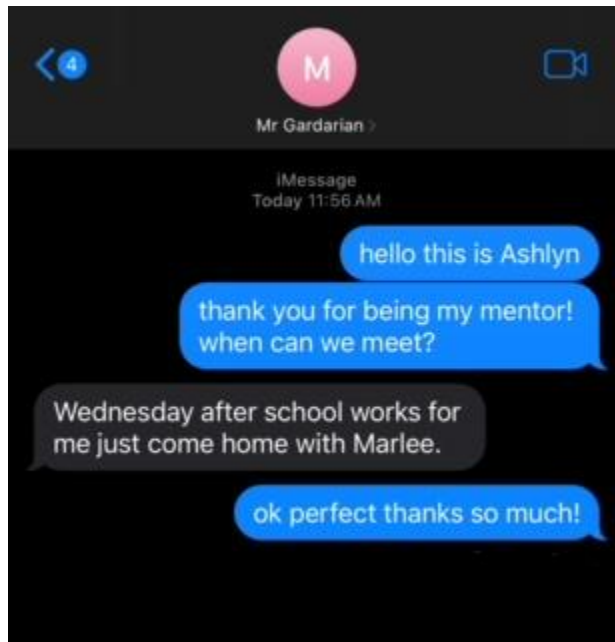 4
M
Mr Gardarian >
iMessage
Today 11:56 AM
hello this is Ashlyn
thank you for being my mentor!
when can we meet?
Wednesday after school works for
me just come home with Marlee.
ok perfect thanks so much!